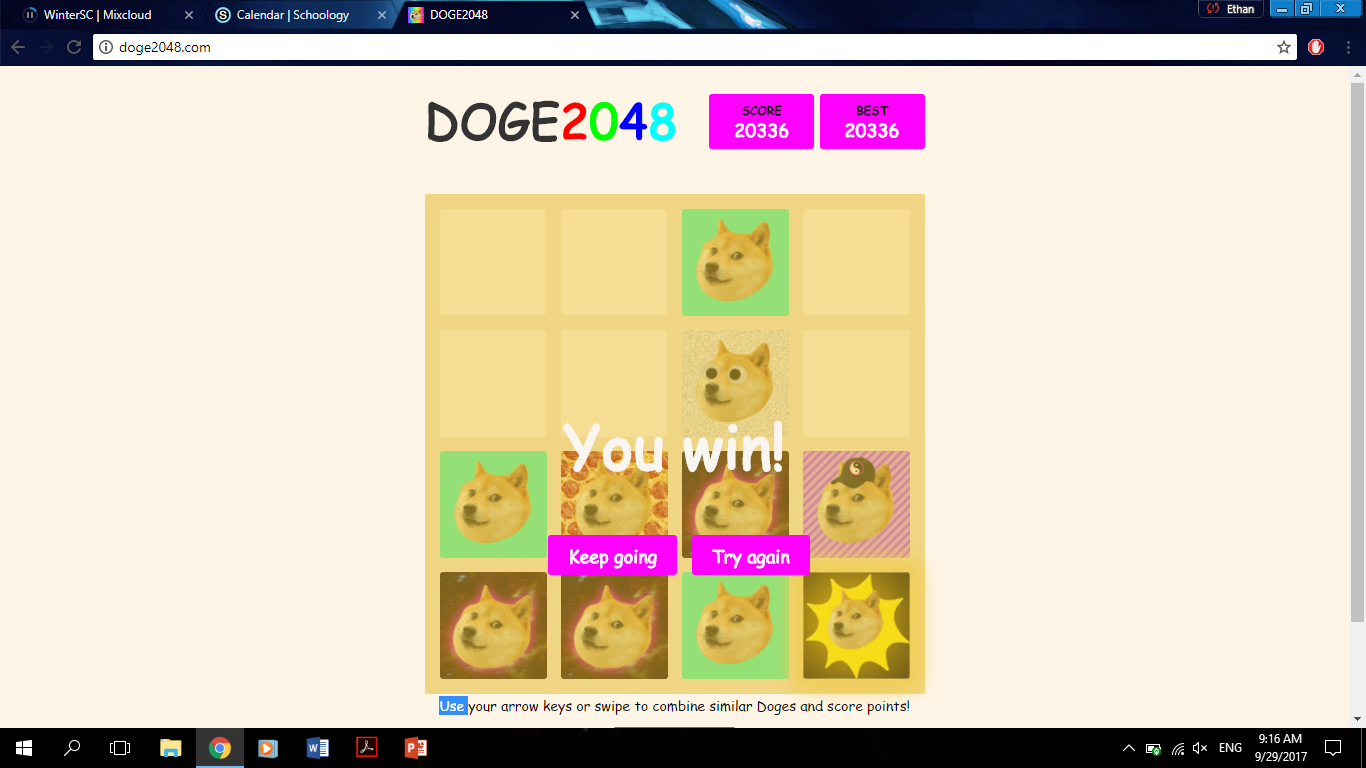 WinterSC | Mixcloud
Calendar | Schoology
DOGE2048
Ethan
doge2048.com
DOGE2048
SCORE
20336
BEST
20336
You win!
Keep going
Try again
Use your arrow keys or swipe to combine similar Doges and score points!
ENG
9:16 AM
9/29/2017